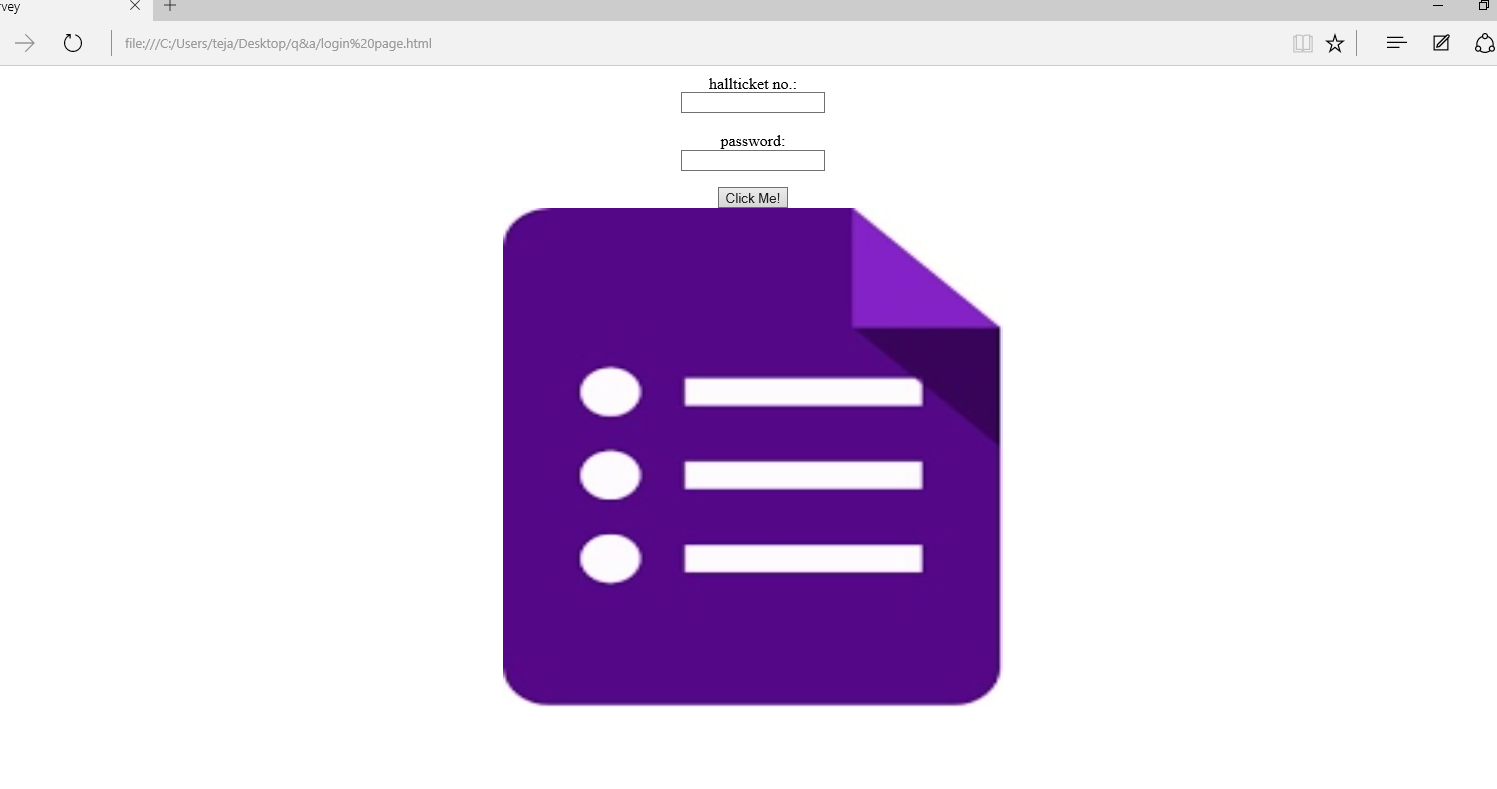 vey
file:///C:/Users/teja/Desktop/q&a/login%20page.html
hallticket no.:
password:
Click Me!